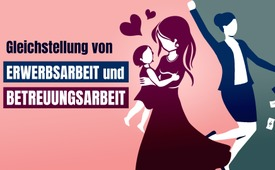 Gleichstellung von
ERWERBSARBEIT und
BETREUUNGSARBEIT